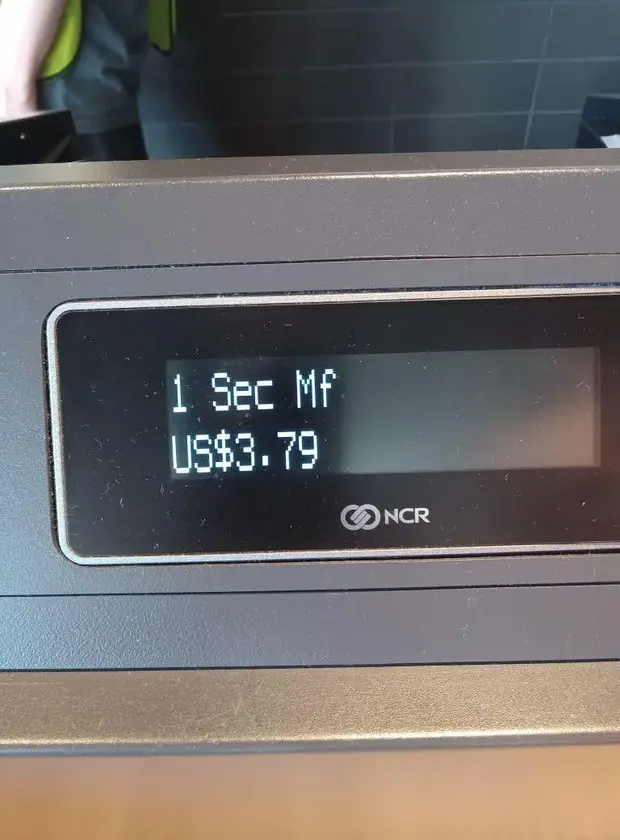 1 Sec Mf
US$3.79
NCR